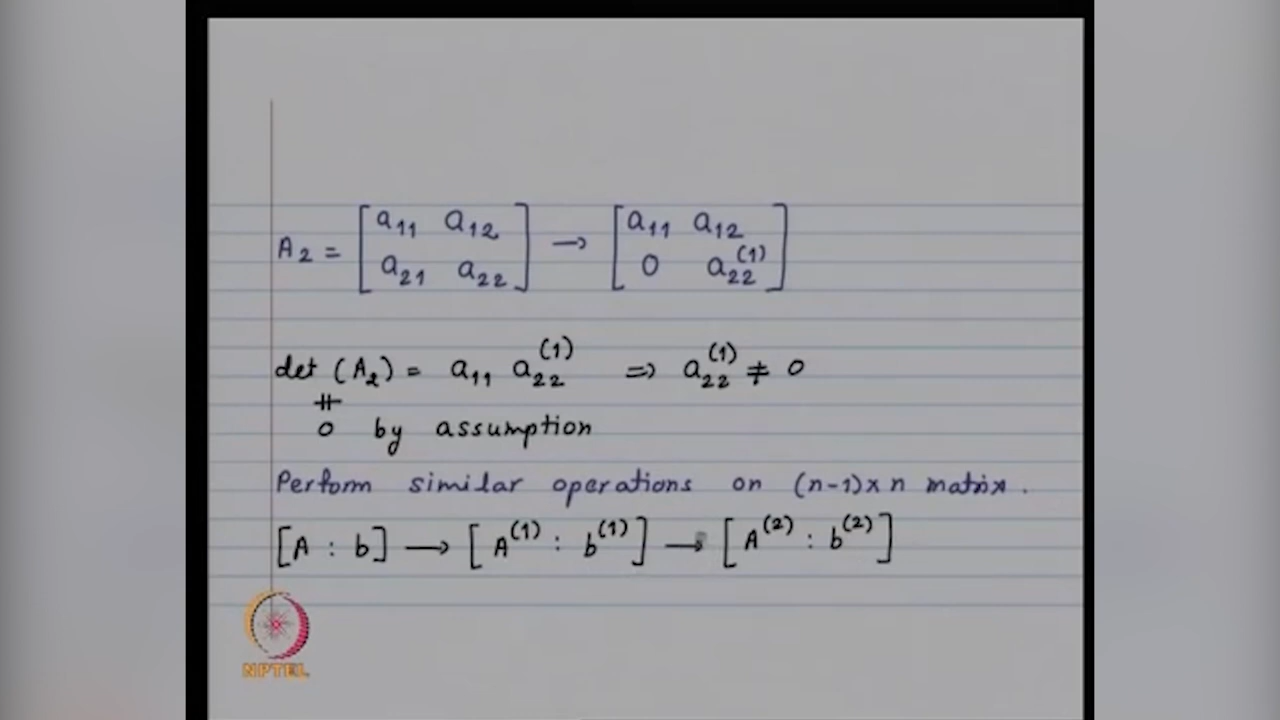 A₂ = [a₁₁ a₁₂ → [a₁₁ a₁₂
a₂₁ a₂₂] 0 a₂₂⁽¹⁾]
det (A₂) = a₁₁ a₂₂⁽¹⁾ ⇒ a₂₂⁽¹⁾ ≠ 0
≠
0 by assumption
Perform similar operations on (n-1)×n matrix.
[A : b] → [A⁽¹⁾ : b⁽¹⁾] → [A⁽²⁾ : b⁽²⁾]
NPTEL